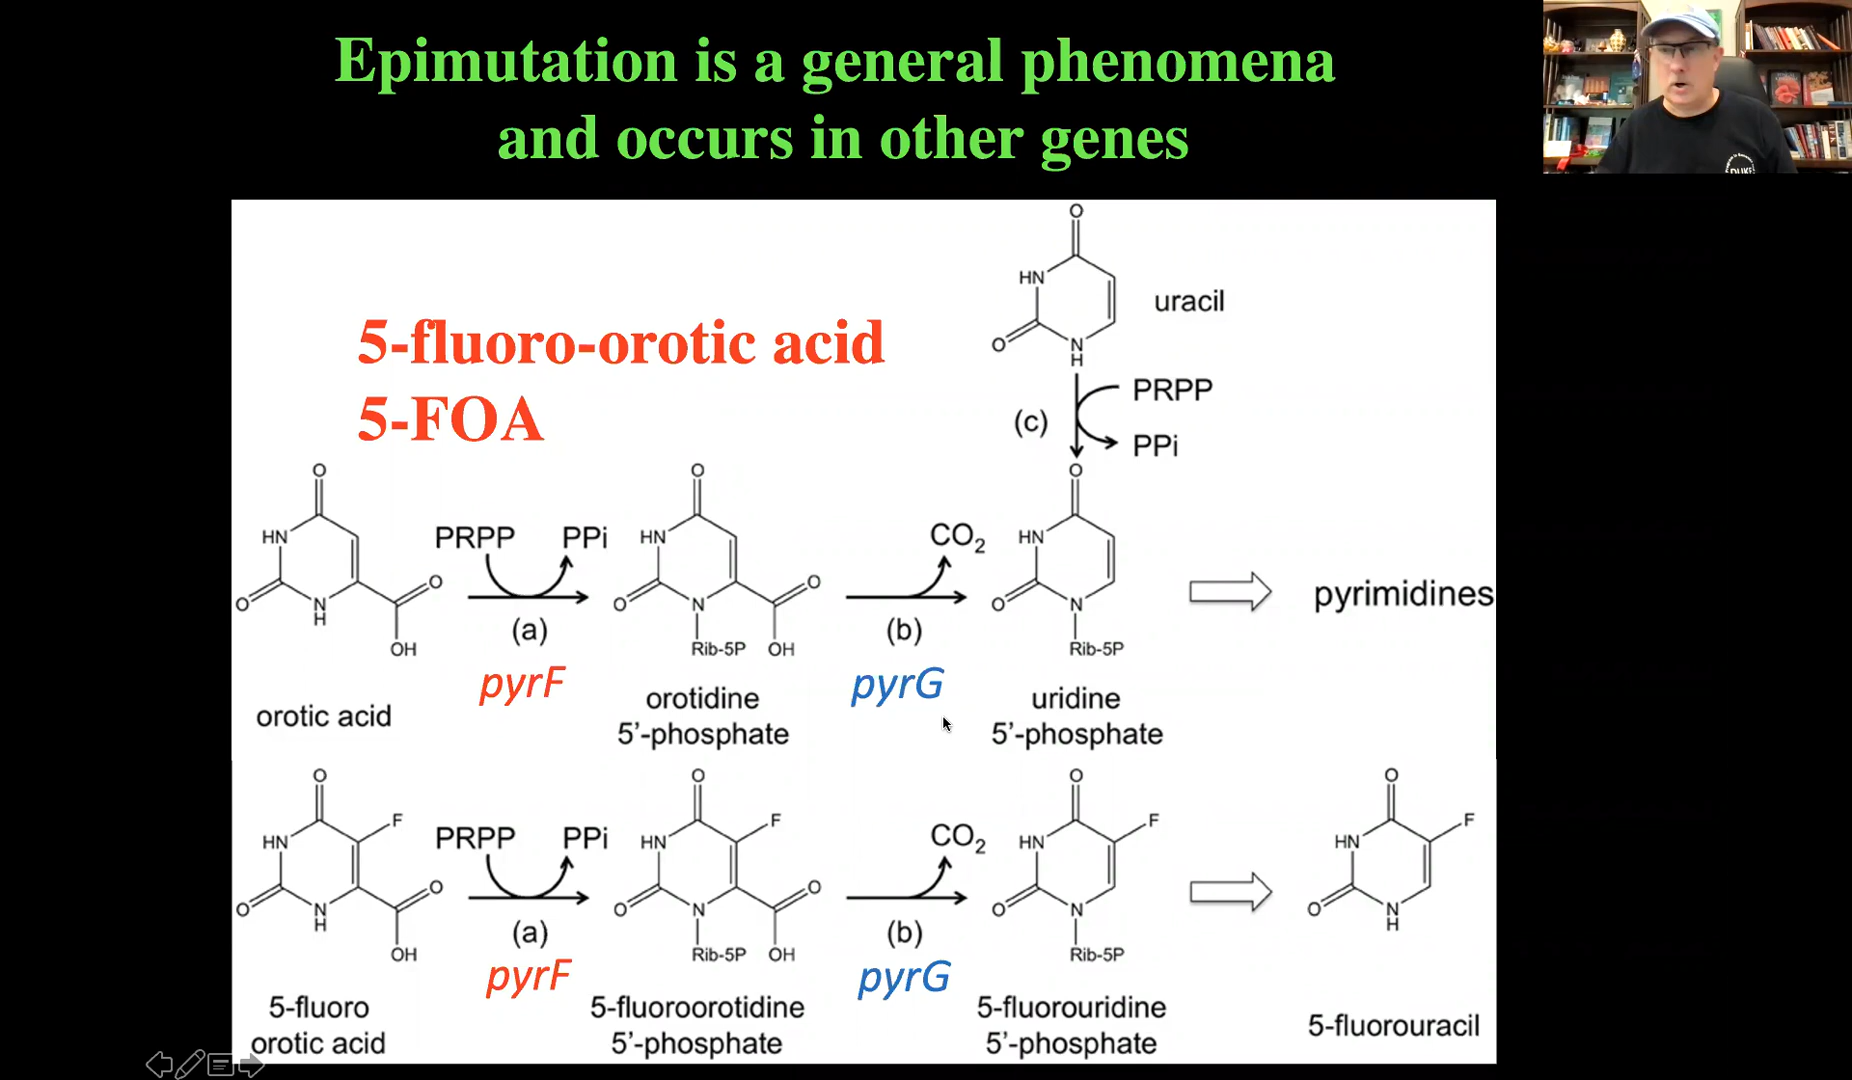 Epimutation is a general phenomena
and occurs in other genes
DUKE
5-fluoro-orotic acid
5-FOA
O
HN
O
N
H
uracil
(c)
PRPP
PPi
O
HN
O
N
H
O
OH
orotic acid
PRPP
PPi
(a)
pyrF
O
HN
O
N
Rib-5P
O
OH
orotidine
5'-phosphate
CO2
(b)
pyrG
O
HN
O
N
Rib-5P
uridine
5'-phosphate
pyrimidines
O
HN
F
O
N
H
O
OH
5-fluoro
orotic acid
PRPP
PPi
(a)
pyrF
O
HN
F
O
N
Rib-5P
O
OH
5-fluoroorotidine
5'-phosphate
CO2
(b)
pyrG
O
HN
F
O
N
Rib-5P
5-fluorouridine
5'-phosphate
O
HN
F
O
N
H
5-fluorouracil